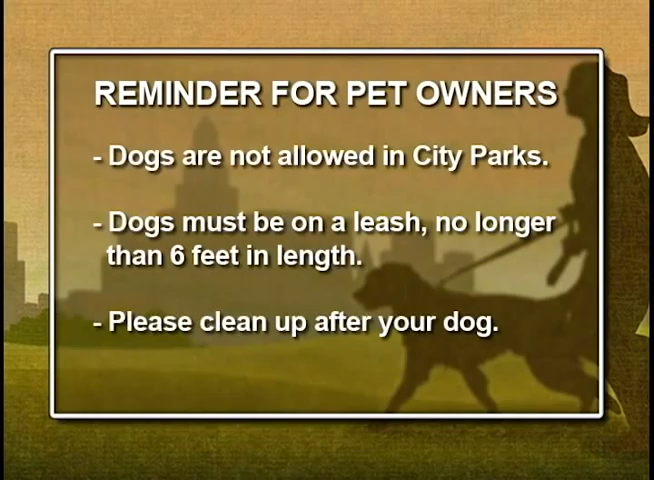 REMINDER FOR PET OWNERS
- Dogs are not allowed in City Parks.
- Dogs must be on a leash, no longer
than 6 feet in length.
- Please clean up after your dog.